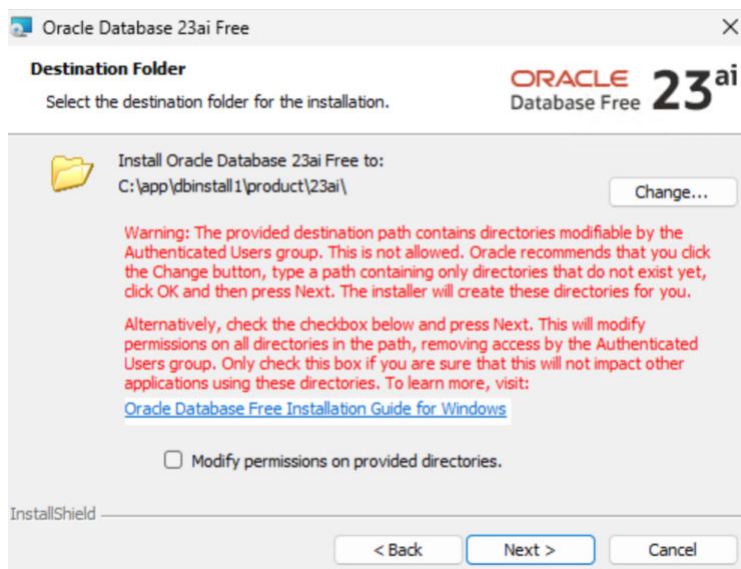 Oracle Database 23ai Free
Destination Folder
Select the destination folder for the installation.
ORACLE
Database Free 23ai
Install Oracle Database 23ai Free to:
C:\app\dbinstall1\product\23ai\
Change...
Warning: The provided destination path contains directories modifiable by the
Authenticated Users group. This is not allowed. Oracle recommends that you click
the Change button, type a path containing only directories that do not exist yet,
click OK and then press Next. The installer will create these directories for you.
Alternatively, check the checkbox below and press Next. This will modify
permissions on all directories in the path, removing access by the Authenticated
Users group. Only check this box if you are sure that this will not impact other
applications using these directories. To learn more, visit:
Oracle Database Free Installation Guide for Windows
Modify permissions on provided directories.
InstallShield
< Back
Next >
Cancel